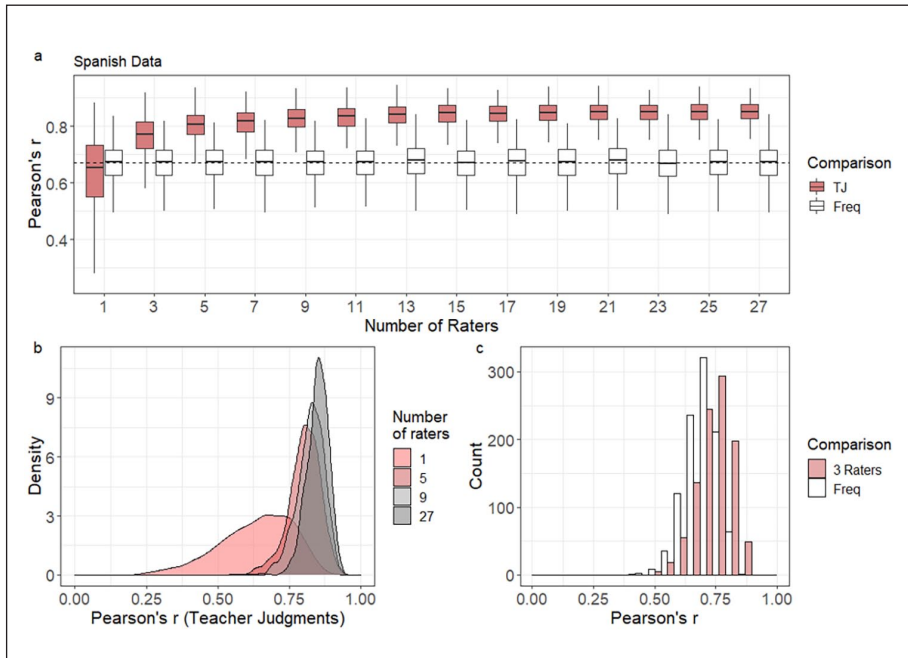 a
Spanish Data
Pearson's r
0.8
0.6
0.4
1 3 5 7 9 11 13 15 17 19 21 23 25 27
Number of Raters
Comparison
TJ
Freq
b
Density
9
6
3
0
0.00 0.25 0.50 0.75 1.00
Pearson's r (Teacher Judgments)
Number
of raters
1
5
9
27
c
Count
300
200
100
0
0.00 0.25 0.50 0.75 1.00
Pearson's r
Comparison
3 Raters
Freq